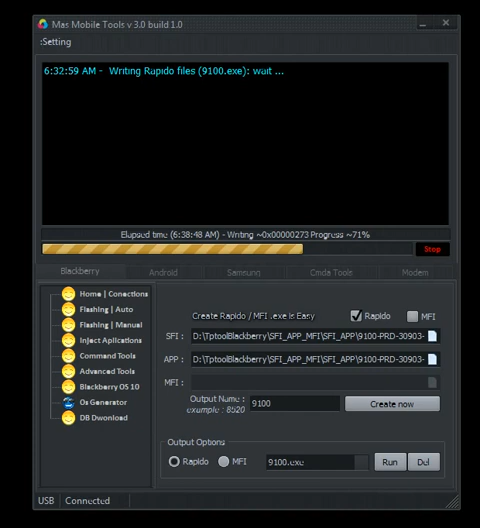 Mas Mobile Tools v 3.0 build 1.0
:Setting
6:32:59 AM - Writing Rapido files (9100.exe): wait ...
Elapsed time (6:38:48 AM) - Writing ~0x00000273 Progress ~71%
Stop
Blackberry Android Samsung Cmda Tools Modem
Home | Conections
Flashing | Auto
Flashing | Manual
Inject Aplications
Command Tools
Advanced Tools
Blackberry OS 10
Os Generator
DB Dwonload
Create Rapido / MFI .exe is Easy Rapido MFI
SFI : D:\TptoolBlackberry\SFI_APP_MFI\SFI_APP\9100-PRD-30903-
APP : D:\TptoolBlackberry\SFI_APP_MFI\SFI_APP\9100-PRD-30903-
MFI :
Output Name: 9100 Create now
example : 8520
Output Options
Rapido MFI 9100.exe Run Del
USB Connected